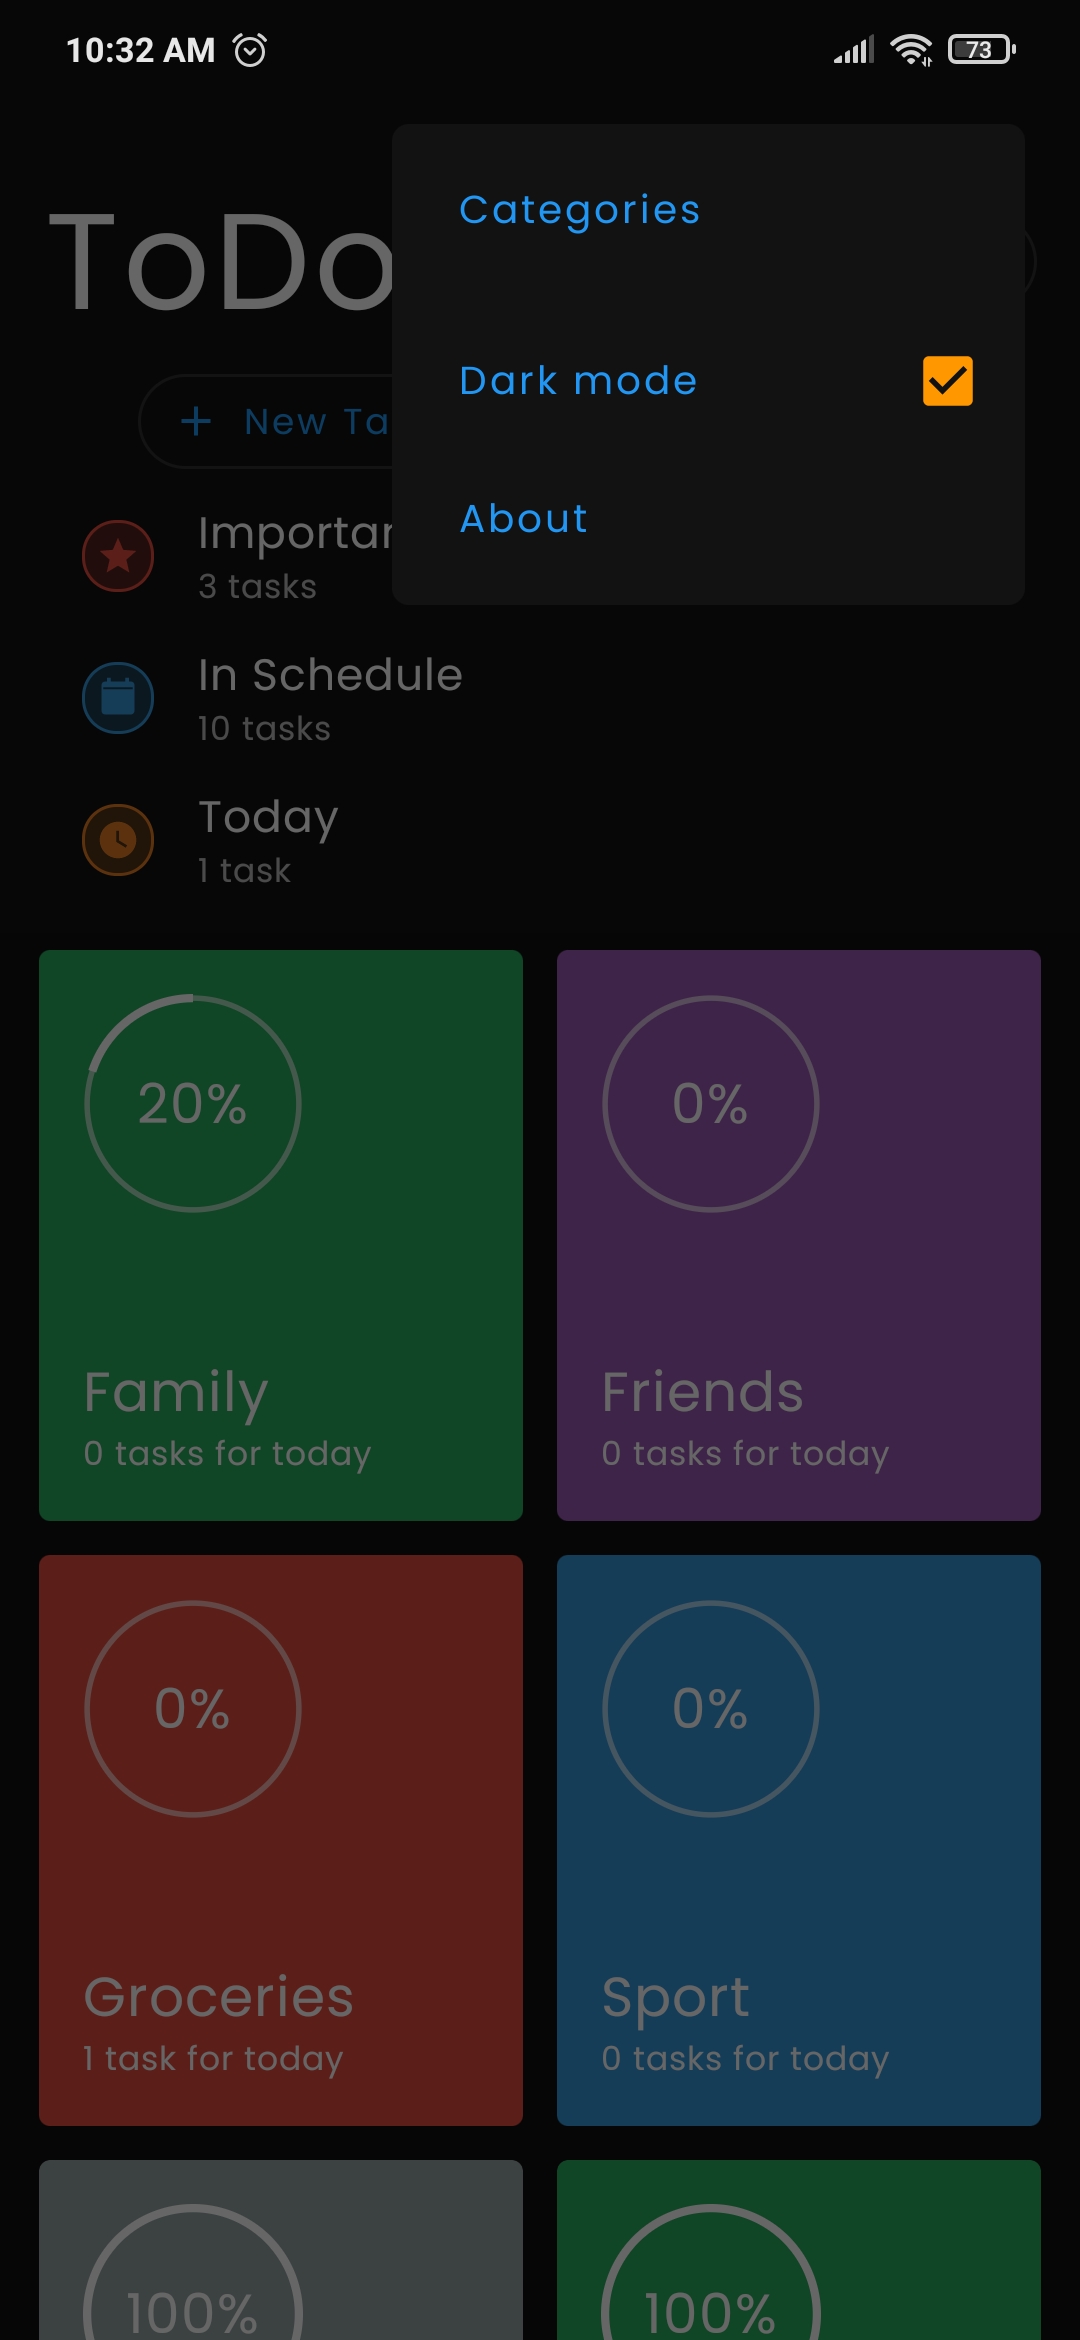 10:32 AM
73
Categories
ToDo
Dark mode
New Ta
About
Importan
3 tasks
In Schedule
10 tasks
Today
1 task
20%
0%
Family
0 tasks for today
Friends
0 tasks for today
0%
0%
Groceries
1 task for today
Sport
0 tasks for today
100%
100%